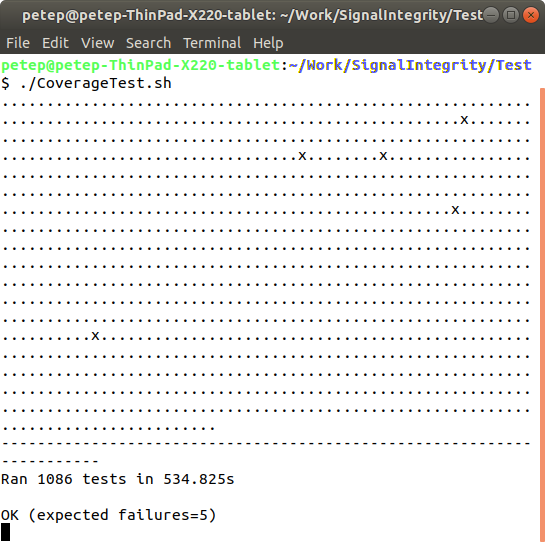 petep@petep-ThinPad-X220-tablet: ~/Work/SignalIntegrity/Test
File Edit View Search Terminal Help
petep@petep-ThinPad-X220-tablet:~/Work/SignalIntegrity/Test
$ ./CoverageTest.sh
...........................................................
...................................................x.......
...........................................................
.................................x........x................
...........................................................
...........................................................
..................................................x........
...........................................................
...........................................................
...........................................................
...........................................................
...........................................................
...........................................................
..........x................................................
...........................................................
...........................................................
...........................................................
...........................................................
........................
-----------------------------------------------------------
-----------
Ran 1086 tests in 534.825s
OK (expected failures=5)